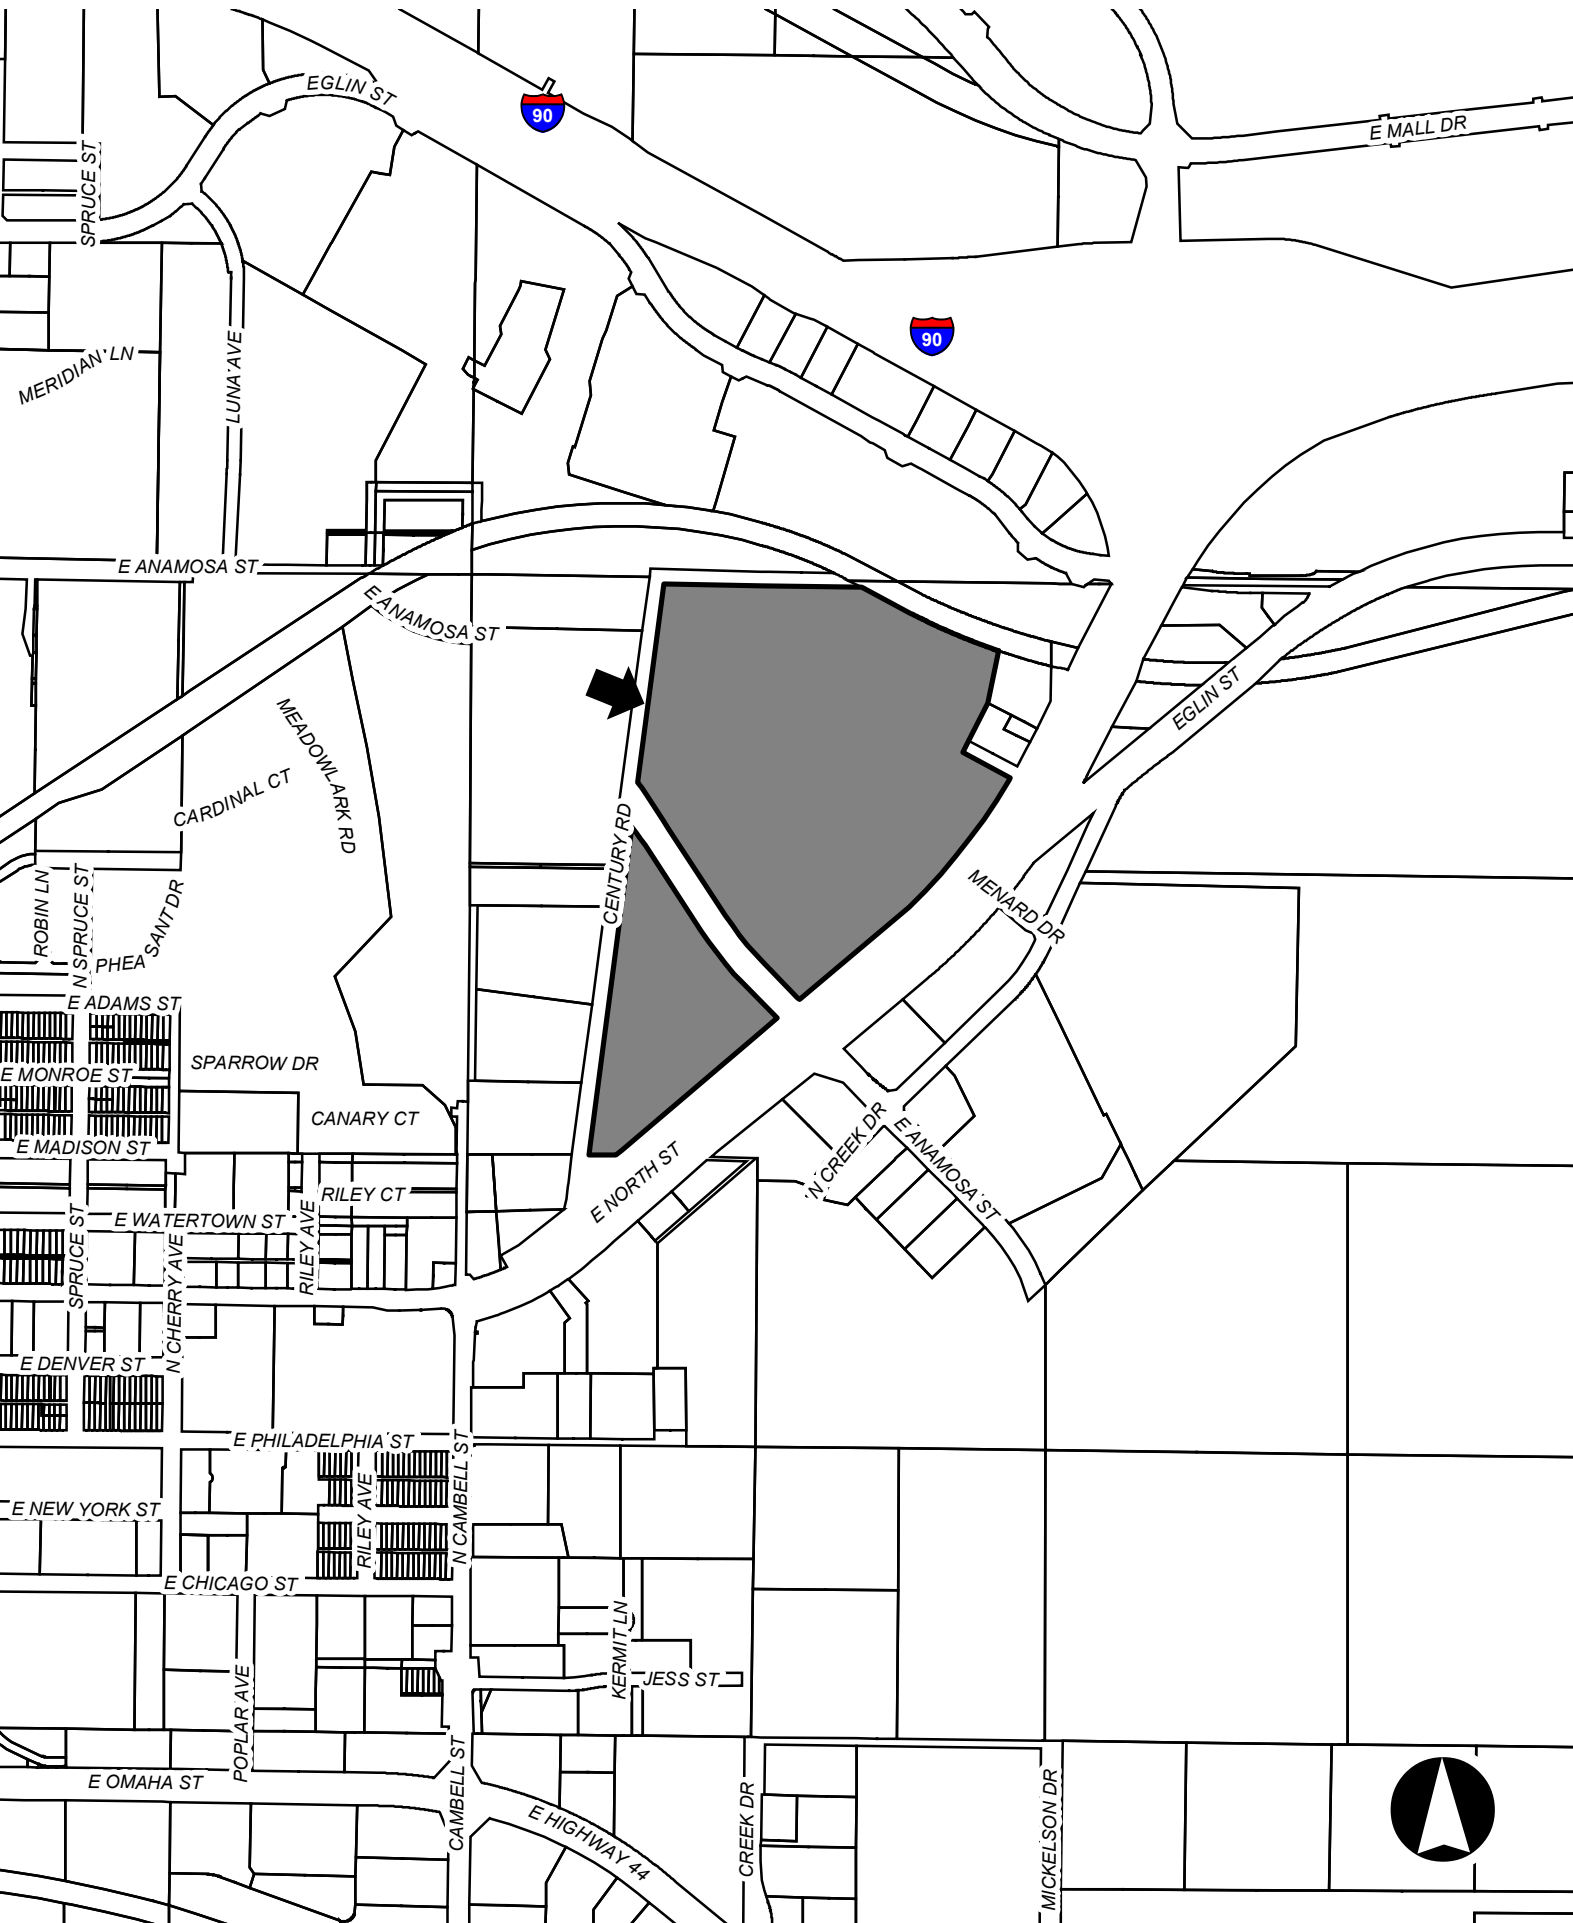 EGLIN ST
90
E MALL DR
SPRUCE ST
90
MERIDIAN LN
LUNA AVE
E ANAMOSA ST
E ANAMOSA ST
EGLIN ST
MEADOWLARK RD
CARDINAL CT
CENTURY RD
MENARD DR
ROBIN LN
N SPRUCE ST
PHEASANT DR
E ADAMS ST
SPARROW DR
E MONROE ST
CANARY CT
E MADISON ST
N CREEK DR
E ANAMOSA ST
E NORTH ST
RILEY CT
E WATERTOWN ST
RILEY AVE
SPRUCE ST
N CHERRY AVE
E DENVER ST
E PHILADELPHIA ST
N CAMBELL ST
RILEY AVE
E NEW YORK ST
E CHICAGO ST
KERMIT LN
JESS ST
POPLAR AVE
E OMAHA ST
CAMBELL ST
E HIGHWAY 44
CREEK DR
MICKELSON DR